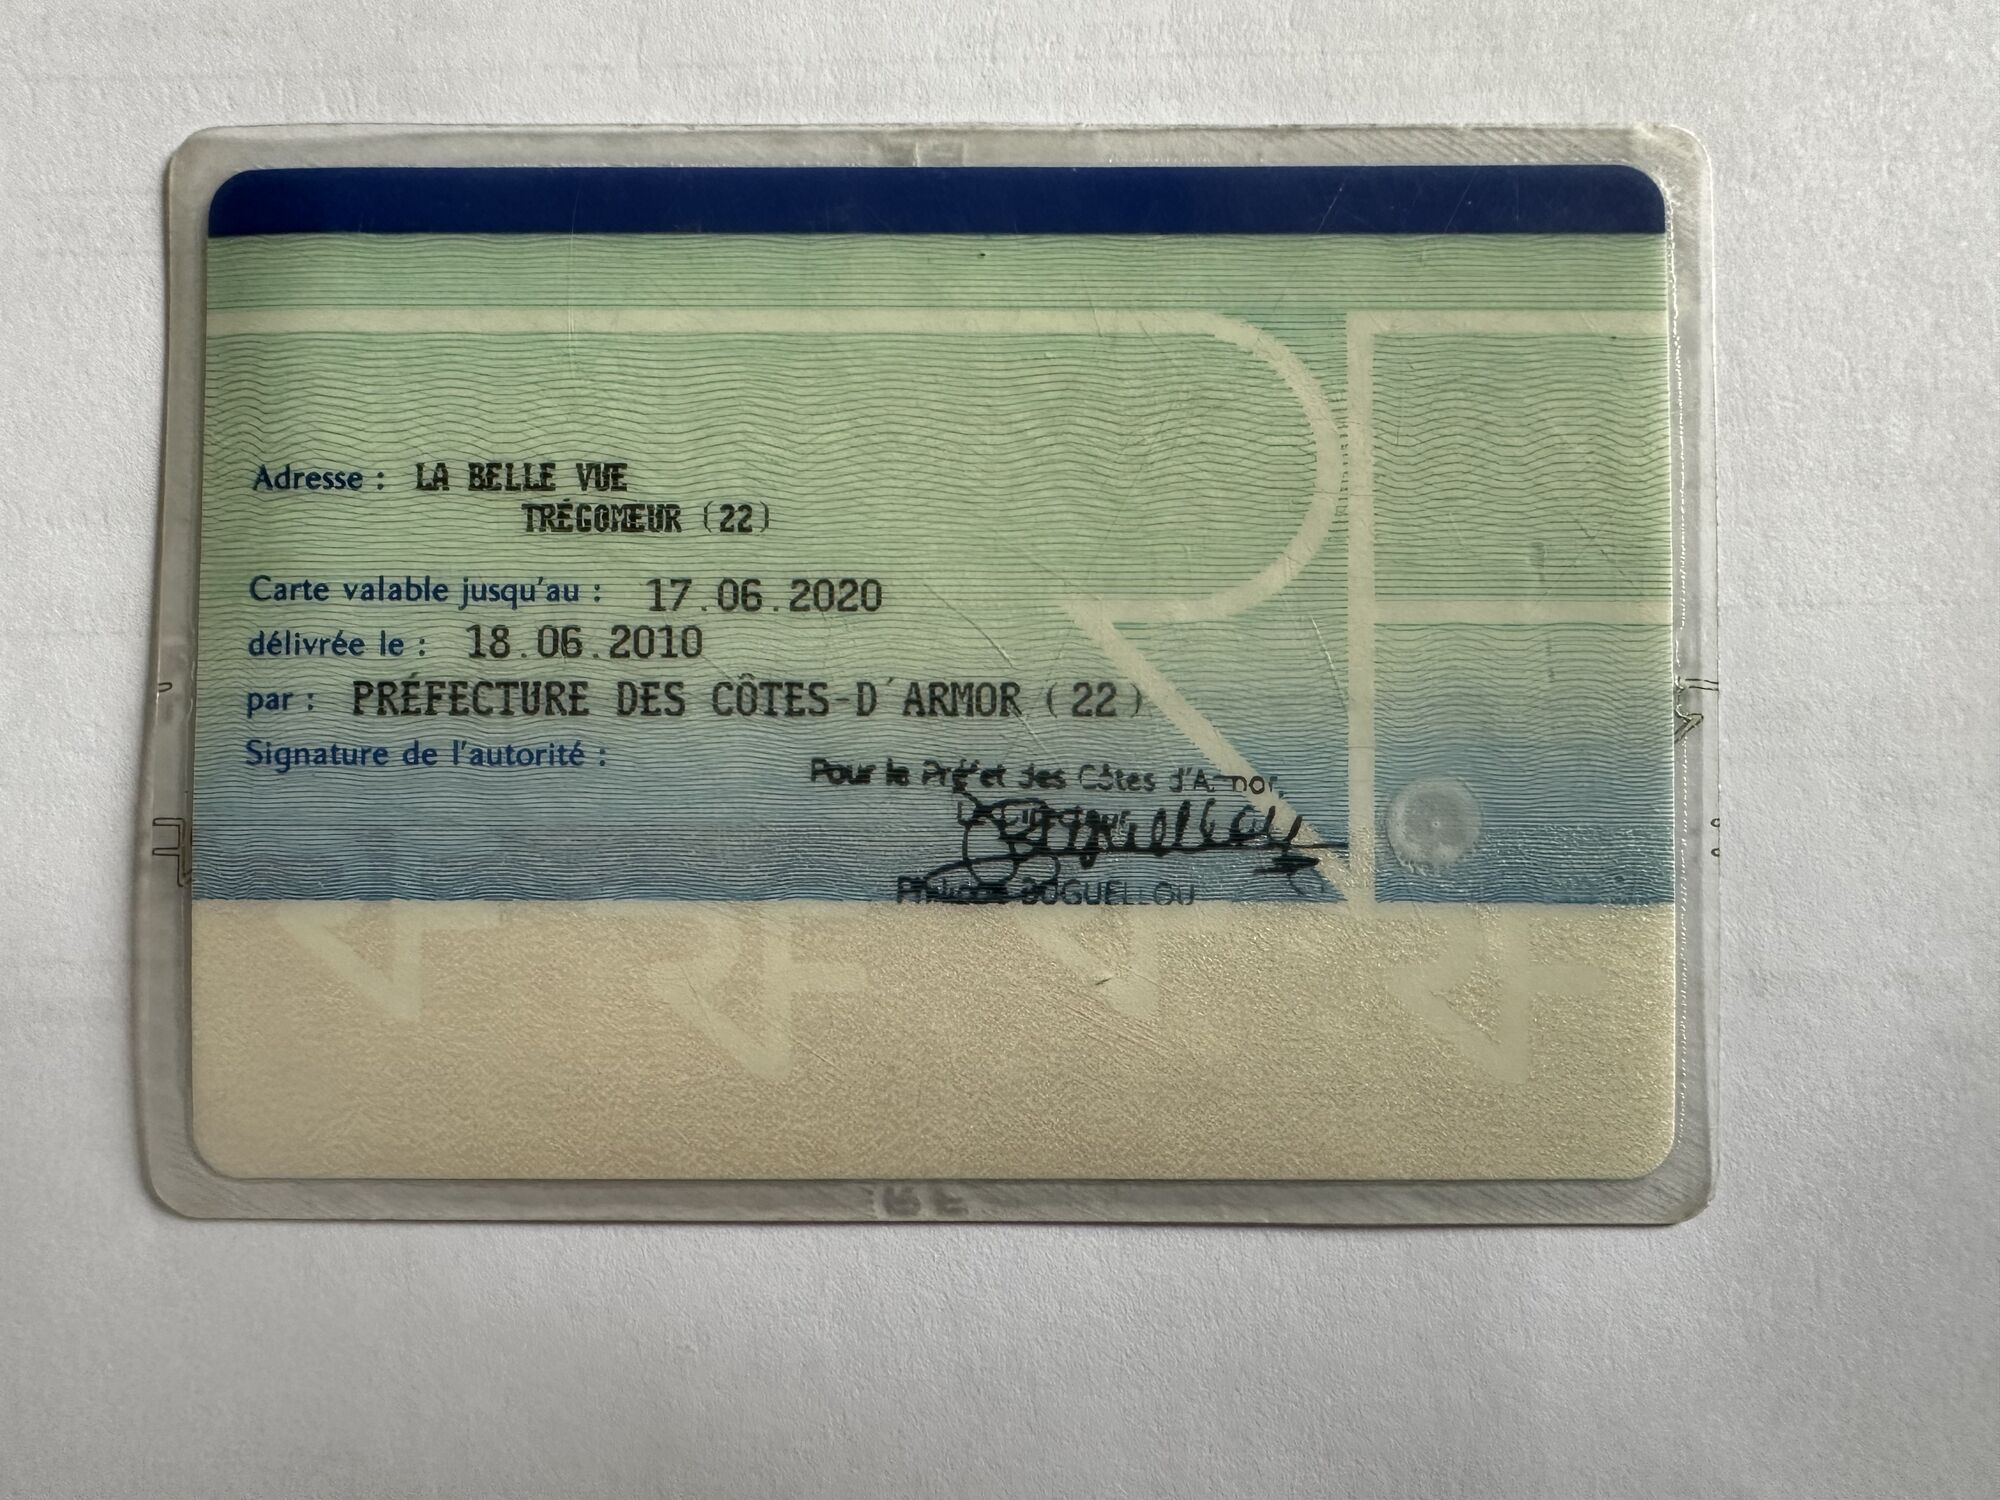 Adresse : LA BELLE VUE
TRÉGOMEUR (22)
Carte valable jusqu'au : 17.06.2020
délivrée le : 18.06.2010
par : PRÉFECTURE DES CÔTES-D'ARMOR (22)
Signature de l'autorité :
Pour le Préfet des Côtes d'Armor,
RF